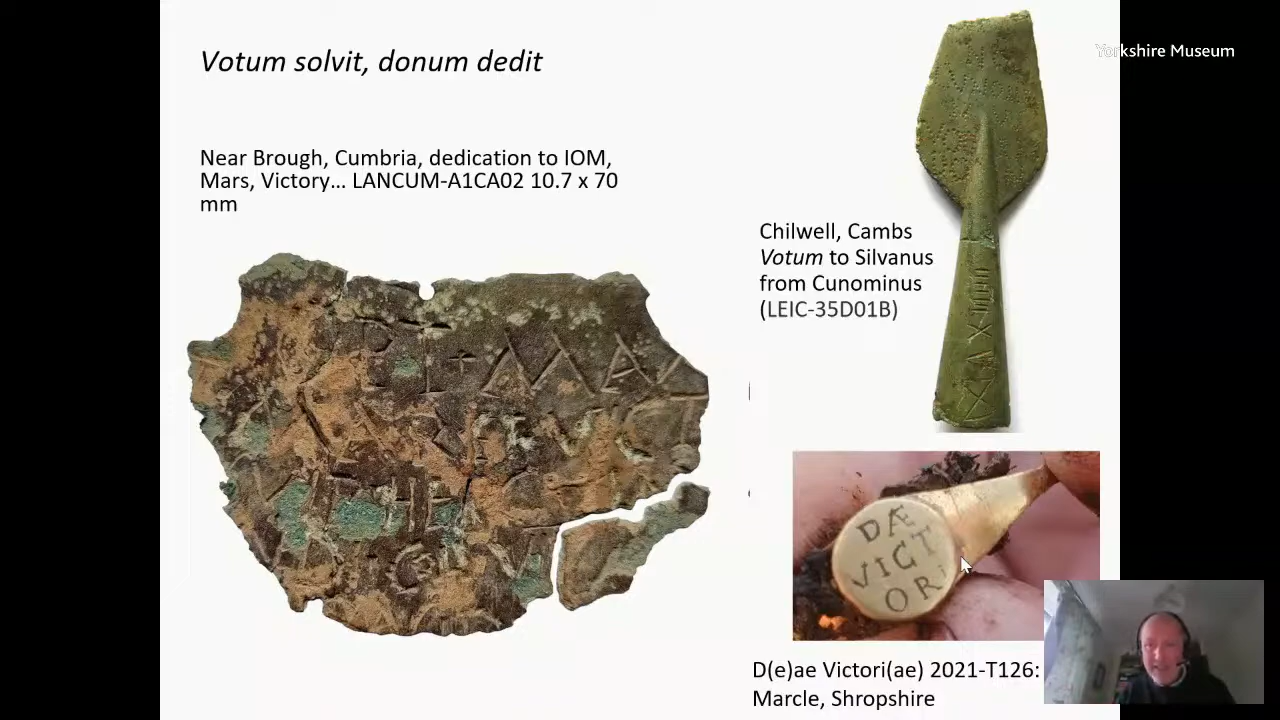 Votum solvit, donum dedit
Yorkshire Museum
Near Brough, Cumbria, dedication to IOM,
Mars, Victory... LANCUM-A1CA02 10.7 x 70
mm
Chilwell, Cambs
Votum to Silvanus
from Cunominus
(LEIC-35D01B)
DÆ
VICT
ORI
D(e)ae Victori(ae) 2021-T126:
Marcle, Shropshire